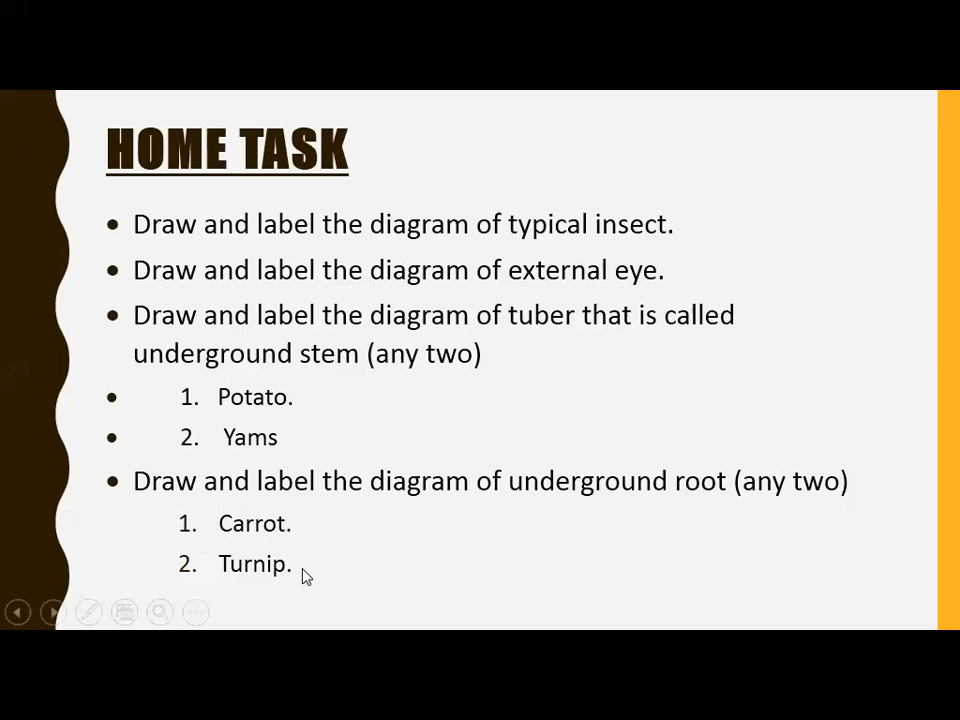 HOME TASK
• Draw and label the diagram of typical insect.
• Draw and label the diagram of external eye.
• Draw and label the diagram of tuber that is called
underground stem (any two)
• 1. Potato.
• 2. Yams
• Draw and label the diagram of underground root (any two)
1. Carrot.
2. Turnip.